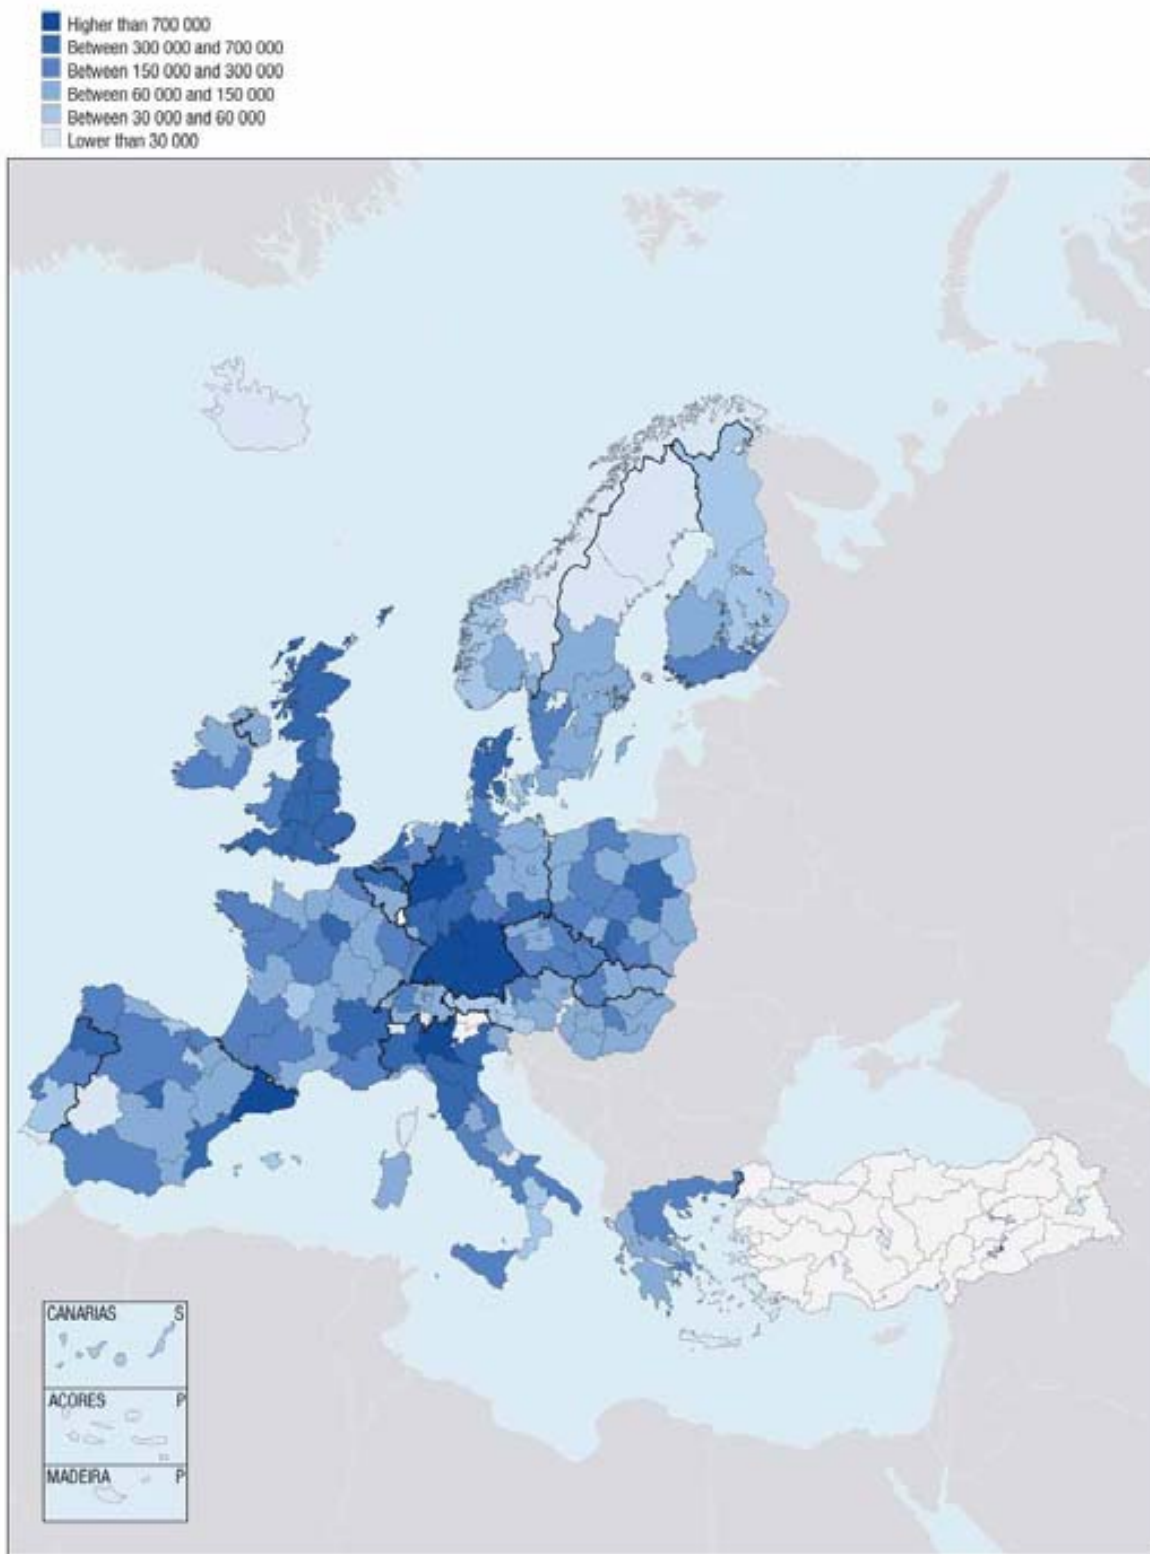 Higher than 700 000
Between 300 000 and 700 000
Between 150 000 and 300 000
Between 60 000 and 150 000
Between 30 000 and 60 000
Lower than 30 000
CANARIAS S
AÇORES P
MADEIRA P